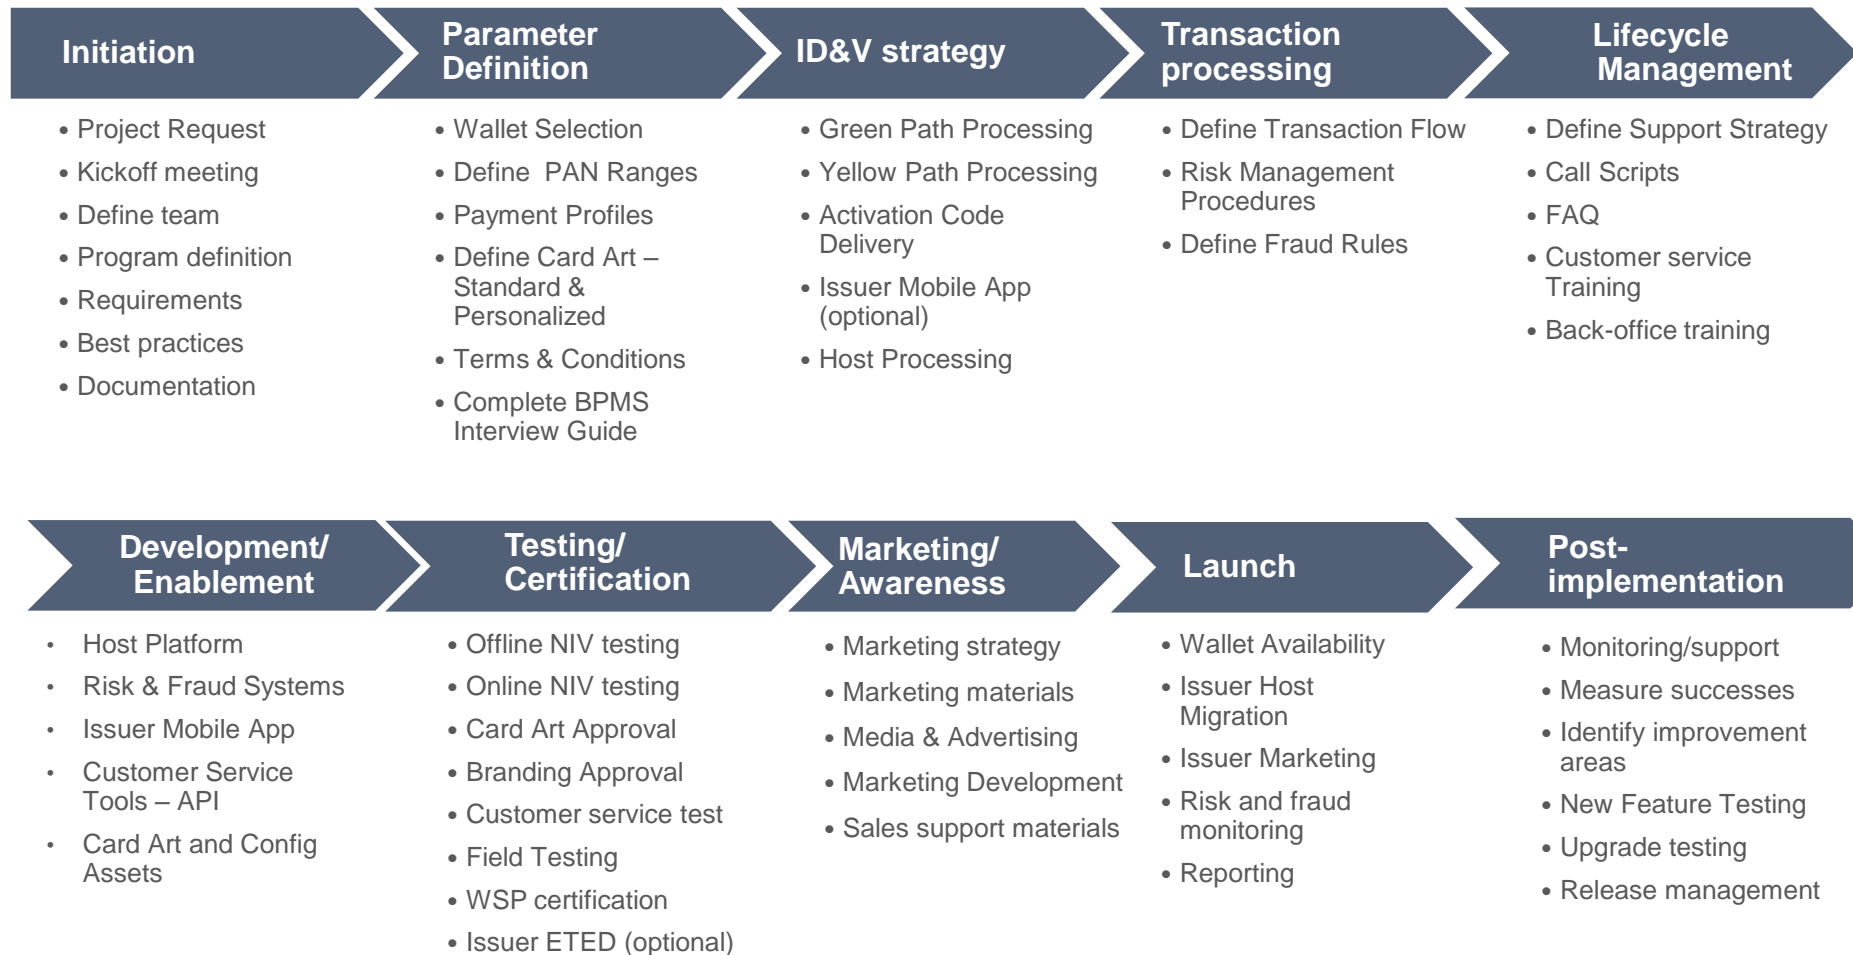 Initiation
• Project Request
• Kickoff meeting
• Define team
• Program definition
• Requirements
• Best practices
• Documentation
Parameter
Definition
• Wallet Selection
• Define  PAN Ranges
• Payment Profiles
• Define Card Art –
Standard &
Personalized
• Terms & Conditions
• Complete BPMS
Interview Guide
ID&V strategy
• Green Path Processing
• Yellow Path Processing
• Activation Code
Delivery
• Issuer Mobile App
(optional)
• Host Processing
Transaction
processing
• Define Transaction Flow
• Risk Management
Procedures
• Define Fraud Rules
Lifecycle
Management
• Define Support Strategy
• Call Scripts
• FAQ
• Customer service
Training
• Back-office training
Development/
Enablement
• Host Platform
• Risk & Fraud Systems
• Issuer Mobile App
• Customer Service
Tools – API
• Card Art and Config
Assets
Testing/
Certification
• Offline NIV testing
• Online NIV testing
• Card Art Approval
• Branding Approval
• Customer service test
• Field Testing
• WSP certification
• Issuer ETED (optional)
Marketing/
Awareness
• Marketing strategy
• Marketing materials
• Media & Advertising
• Marketing Development
• Sales support materials
Launch
• Wallet Availability
• Issuer Host
Migration
• Issuer Marketing
• Risk and fraud
monitoring
• Reporting
Post-
implementation
• Monitoring/support
• Measure successes
• Identify improvement
areas
• New Feature Testing
• Upgrade testing
• Release management